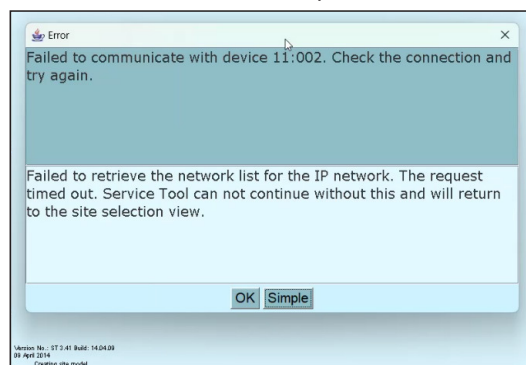 Error
Failed to communicate with device 11:002. Check the connection and
try again.
Failed to retrieve the network list for the IP network. The request
timed out. Service Tool can not continue without this and will return
to the site selection view.
OK Simple
Version No.: ST 3.41 Build: 14.04.09
09 April 2014
Creating site model